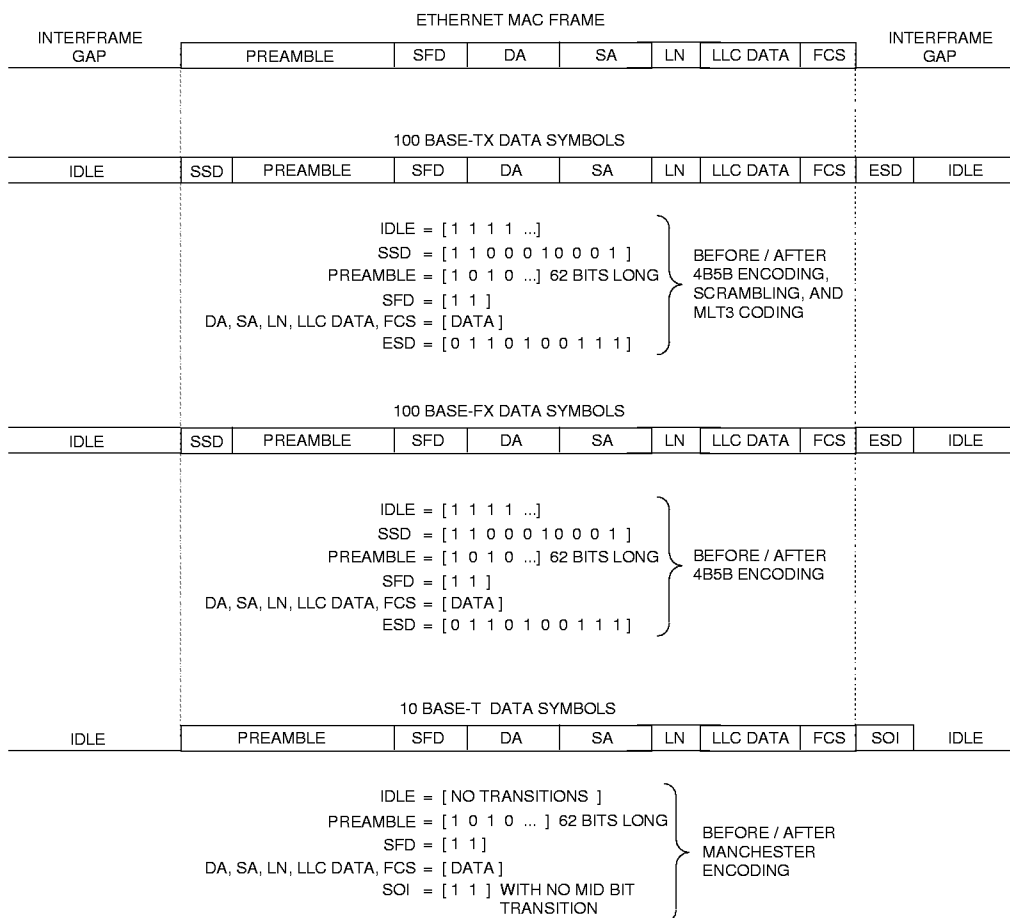 ETHERNET MAC FRAME
INTERFRAME GAP PREAMBLE SFD DA SA LN LLC DATA FCS INTERFRAME GAP
100 BASE-TX DATA SYMBOLS
IDLE SSD PREAMBLE SFD DA SA LN LLC DATA FCS ESD IDLE
IDLE = [ 1 1 1 1 ...]
SSD = [ 1 1 0 0 0 1 0 0 0 1 ]
PREAMBLE = [ 1 0 1 0 ...] 62 BITS LONG
SFD = [ 1 1 ]
DA, SA, LN, LLC DATA, FCS = [ DATA ]
ESD = [ 0 1 1 0 1 0 0 1 1 1 ]
BEFORE / AFTER
4B5B ENCODING,
SCRAMBLING, AND
MLT3 CODING
100 BASE-FX DATA SYMBOLS
IDLE SSD PREAMBLE SFD DA SA LN LLC DATA FCS ESD IDLE
IDLE = [ 1 1 1 1 ...]
SSD = [ 1 1 0 0 0 1 0 0 0 1 ]
PREAMBLE = [ 1 0 1 0 ...] 62 BITS LONG
SFD = [ 1 1 ]
DA, SA, LN, LLC DATA, FCS = [ DATA ]
ESD = [ 0 1 1 0 1 0 0 1 1 1 ]
BEFORE / AFTER
4B5B ENCODING
10 BASE-T DATA SYMBOLS
IDLE PREAMBLE SFD DA SA LN LLC DATA FCS SOI IDLE
IDLE = [ NO TRANSITIONS ]
PREAMBLE = [ 1 0 1 0 ... ] 62 BITS LONG
SFD = [ 1 1 ]
DA, SA, LN, LLC DATA, FCS = [ DATA ]
SOI = [ 1 1 ] WITH NO MID BIT
TRANSITION
BEFORE / AFTER
MANCHESTER
ENCODING